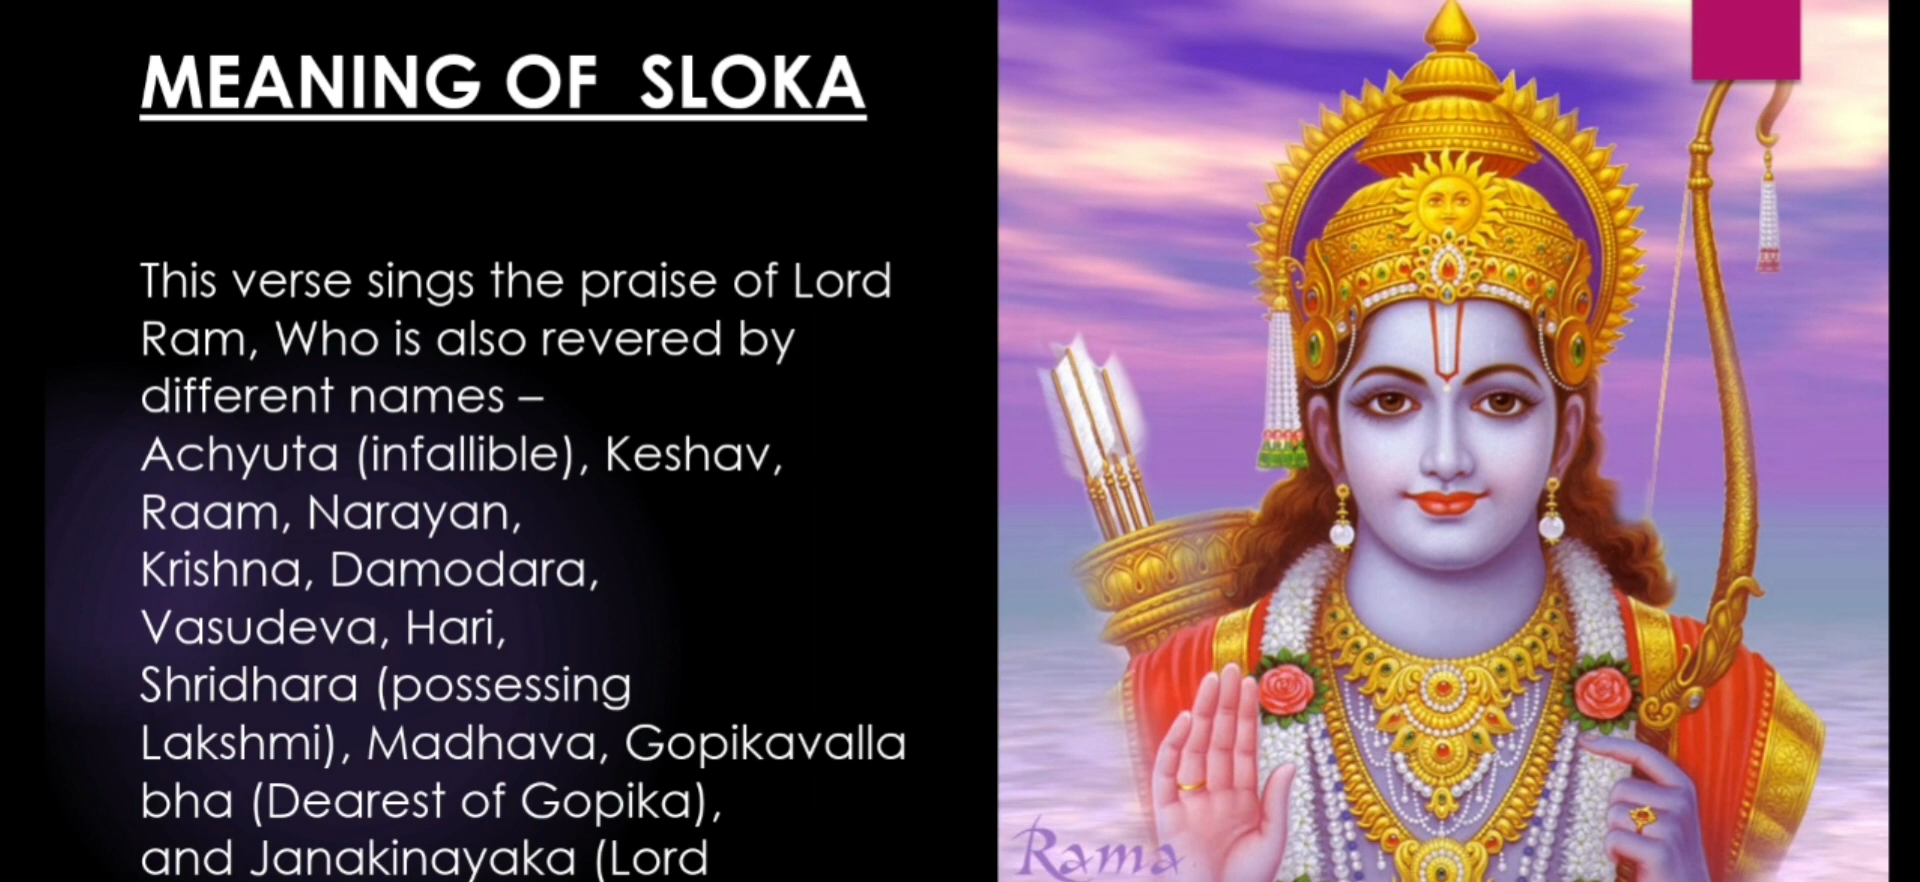 MEANING OF SLOKA
This verse sings the praise of Lord
Ram, Who is also revered by
different names –
Achyuta (infallible), Keshav,
Raam, Narayan,
Krishna, Damodara,
Vasudeva, Hari,
Shridhara (possessing
Lakshmi), Madhava, Gopikavalla
bha (Dearest of Gopika),
and Janakinayaka (Lord
Rama